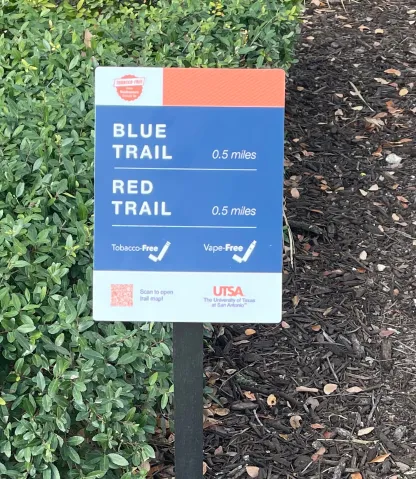 BLUE
TRAIL 0.5 miles
RED
TRAIL 0.5 miles
Tobacco-Free Vape-Free
Scan to open
trail map!
UTSA
The University of Texas
at San Antonio™